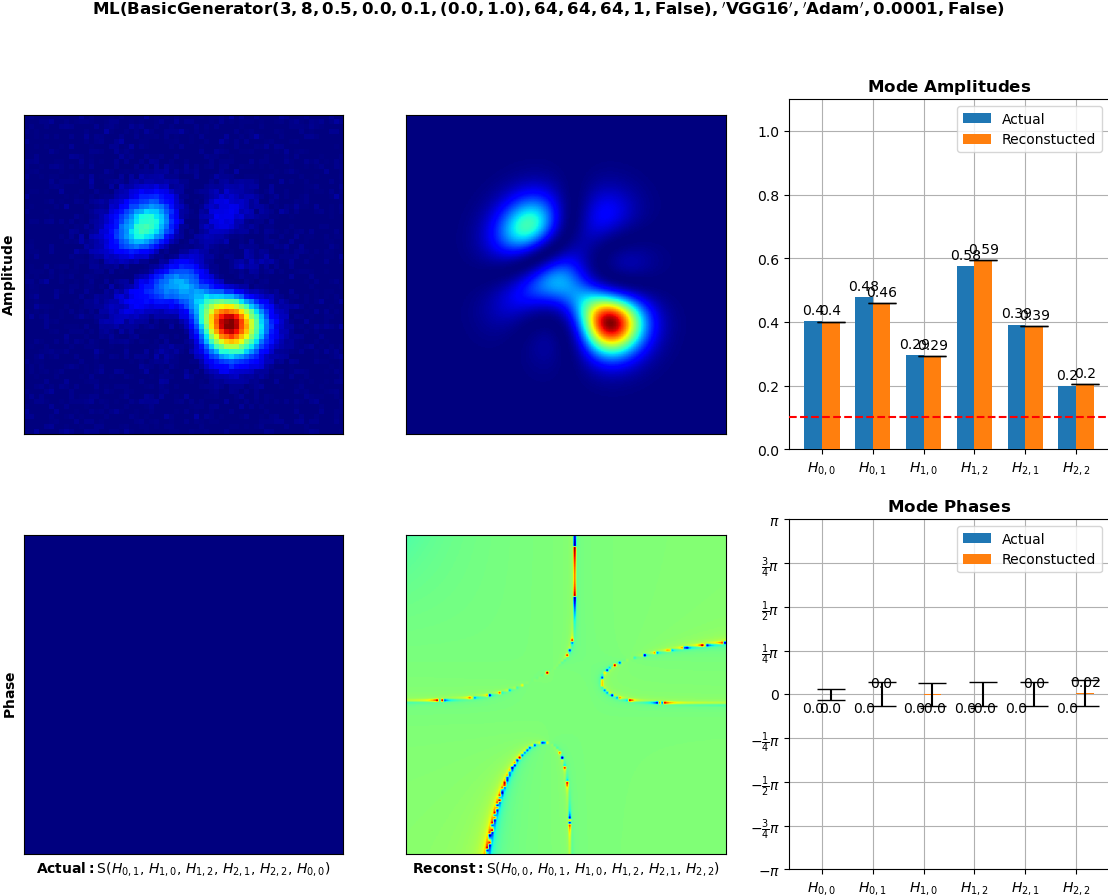 ML(BasicGenerator(3, 8, 0.5, 0.0, 0.1, (0.0, 1.0), 64, 64, 64, 1, False), ′VGG16′, ′Adam′, 0.0001, False)
Amplitude
Mode Amplitudes
Actual
Reconstucted
1.0
0.8
0.6
0.4
0.2
0.0
0.4 0.4
0.48 0.46
0.29 0.29
0.58 0.59
0.39 0.39
0.2 0.2
H0,0 H0,1 H1,0 H1,2 H2,1 H2,2
Phase
Mode Phases
Actual
Reconstucted
π
3/4π
1/2π
1/4π
0
−1/4π
−1/2π
−3/4π
−π
0.0 0.0
0.0 0.0
0.0 0.0
0.0 0.0
0.0 0.0
0.0 0.02
H0,0 H0,1 H1,0 H1,2 H2,1 H2,2
Actual: S(H0,1, H1,0, H1,2, H2,1, H2,2, H0,0)
Reconst: S(H0,0, H0,1, H1,0, H1,2, H2,1, H2,2)